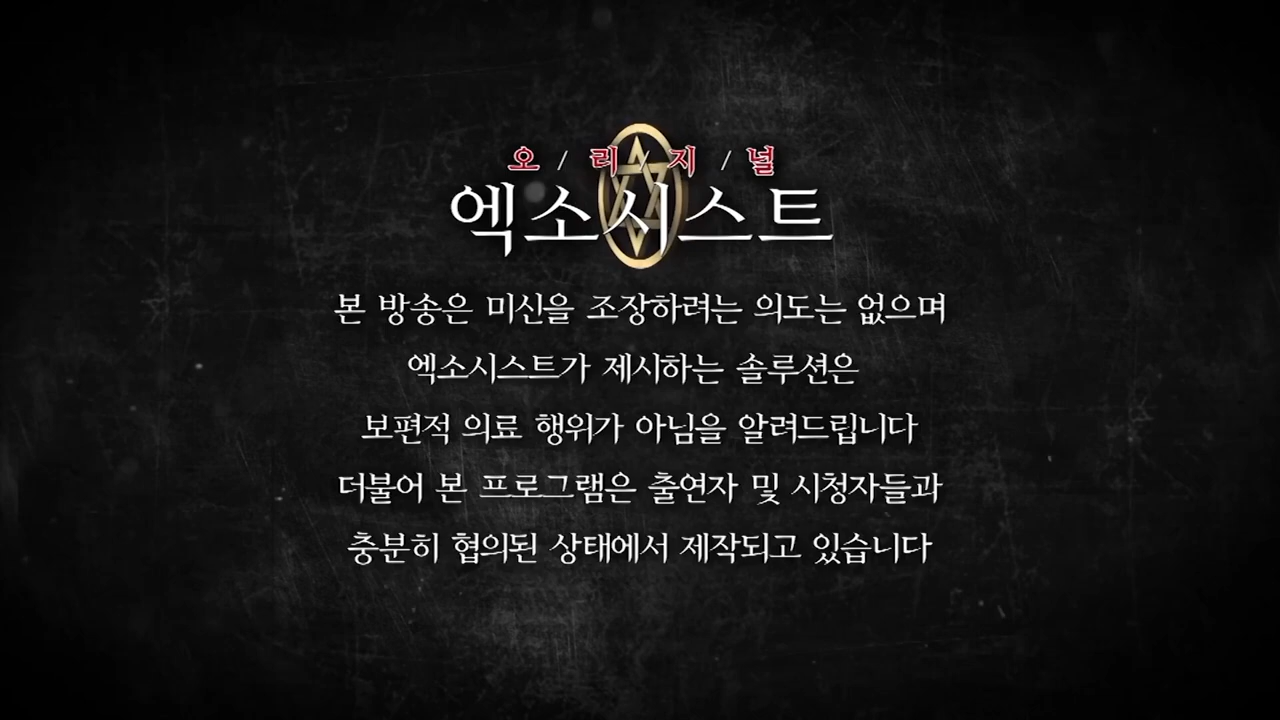 오/리/지/널
엑소시스트
본 방송은 미신을 조장하려는 의도는 없으며
엑소시스트가 제시하는 솔루션은
보편적 의료 행위가 아님을 알려드립니다
더불어 본 프로그램은 출연자 및 시청자들과
충분히 협의된 상태에서 제작되고 있습니다